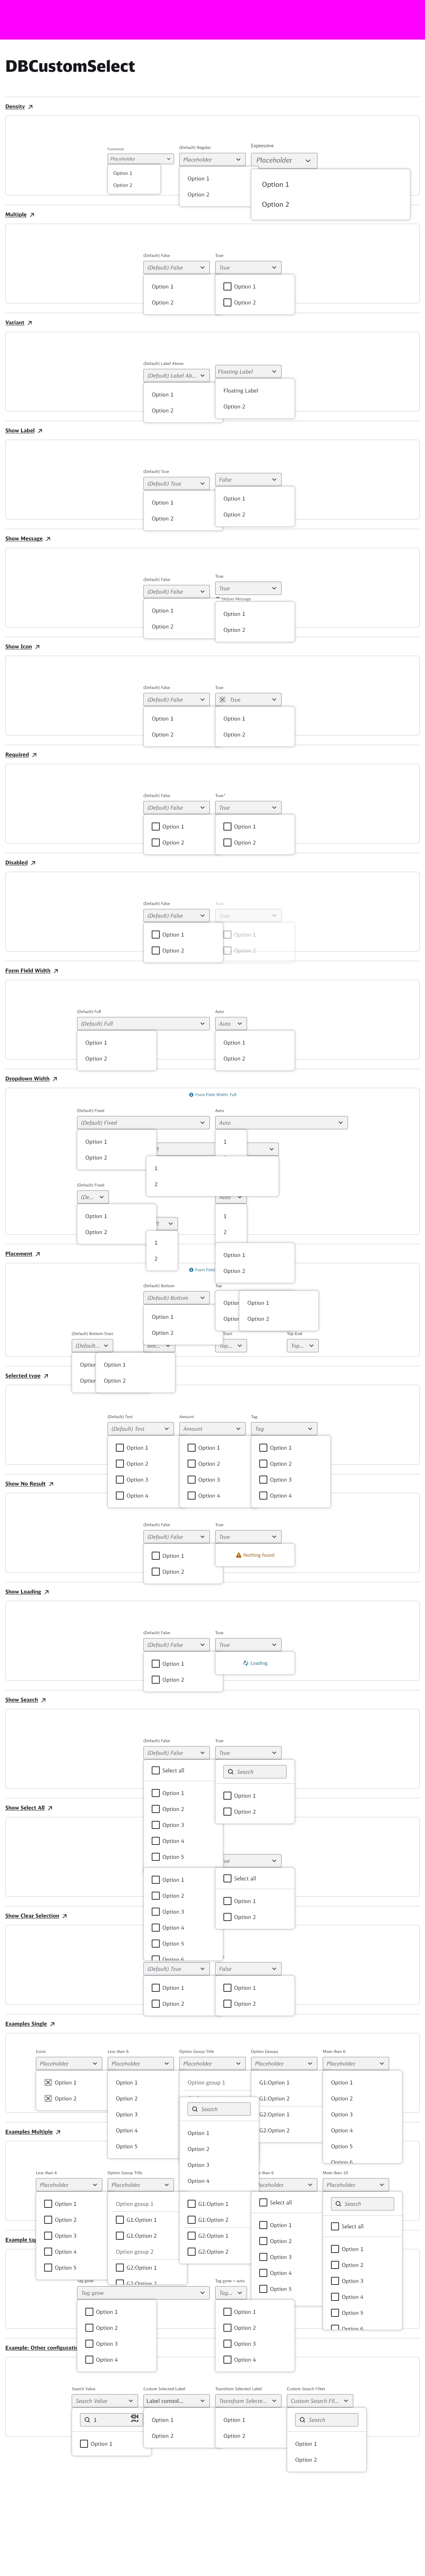 DBCustomSelect
Density
Functional
(Default) Regular
Expressive
Placeholder
Placeholder
Placeholder
Option 1
Option 2
Option 1
Option 2
Option 1
Option 2
Multiple
(Default) False
True
(Default) False
True
Option 1
Option 2
Option 1
Option 2
Variant
(Default) Label Above
(Default) Label Ab...
Floating Label
Option 1
Option 2
Floating Label
Option 2
Show Label
(Default) True
(Default) True
False
Option 1
Option 2
Option 1
Option 2
Show Message
(Default) False
True
(Default) False
True
Helper Message
Option 1
Option 2
Option 1
Option 2
Show Icon
(Default) False
True
(Default) False
True
Option 1
Option 2
Option 1
Option 2
Required
(Default) False
True*
(Default) False
True
Option 1
Option 2
Option 1
Option 2
Disabled
(Default) False
True
(Default) False
True
Option 1
Option 2
Option 1
Option 2
Form Field Width
(Default) Full
Auto
(Default) Full
Auto
Option 1
Option 2
Option 1
Option 2
Dropdown Width
Form Field Width: Full
(Default) Fixed
Auto
(Default) Fixed
Auto
Option 1
Option 2
1
1
2
(Default) Fixed
(De...
Auto
Option 1
Option 2
1
2
1
2
Placement
Form Field
Option 1
Option 2
(Default) Bottom
Top
(Default) Bottom
Option 1
Option 2
Option 1
Option 2
(Default) Bottom Start
Start
Top End
(Default...
Top...
Top...
Option 1
Option 2
Selected type
(Default) Text
Amount
Tag
(Default) Text
Amount
Tag
Option 1
Option 2
Option 3
Option 4
Option 1
Option 2
Option 3
Option 4
Option 1
Option 2
Option 3
Option 4
Show No Result
(Default) False
True
(Default) False
True
Option 1
Option 2
Nothing found
Show Loading
(Default) False
True
(Default) False
True
Option 1
Option 2
Loading
Show Search
(Default) False
True
(Default) False
True
Select all
Option 1
Option 2
Option 3
Option 4
Option 5
Search
Option 1
Option 2
Show Select All
Option 1
Option 2
Option 3
Option 4
Option 5
Option 6
Select all
Option 1
Option 2
Show Clear Selection
(Default) True
False
Option 1
Option 2
Option 1
Option 2
Examples Single
Icons
Less than 6
Option Group Title
Option Groups
More than 6
Placeholder
Placeholder
Placeholder
Placeholder
Placeholder
Option 1
Option 2
Option 1
Option 2
Option 3
Option 4
Option 5
Option group 1
Search
Option 1
Option 2
Option 3
Option 4
G1:Option 1
G1:Option 2
G2:Option 1
G2:Option 2
Option 1
Option 2
Option 3
Option 4
Option 5
Option 6
Examples Multiple
Less than 6
Option Group Title
More than 10
Placeholder
Placeholder
Placeholder
Placeholder
Option 1
Option 2
Option 3
Option 4
Option 5
Option group 1
G1:Option 1
G1:Option 2
Option group 2
G2:Option 1
G2:Option 2
G1:Option 1
G1:Option 2
G2:Option 1
G2:Option 2
Select all
Option 1
Option 2
Option 3
Option 4
Option 5
Search
Select all
Option 1
Option 2
Option 3
Option 4
Option 5
Option 6
Example
Tag grow
Tag grow + auto
Tag grow
Tag...
Option 1
Option 2
Option 3
Option 4
Option 1
Option 2
Option 3
Option 4
Example: Other
Search Value
Custom Selected Label
Transform Selected Label
Custom Search Filter
Search Value
Label control...
Transform Selecte...
Custom Search Fil...
1
Option 1
Option 1
Option 2
Option 1
Option 2
Search
Option 1
Option 2